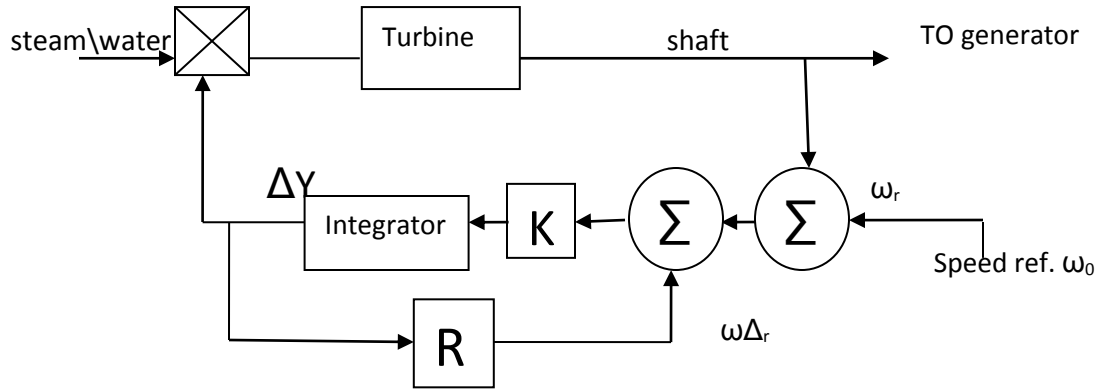 steam\water
Turbine
shaft
TO generator
ΔY
Integrator
K
Σ
Σ
ωr
Speed ref. ω0
R
ωΔr